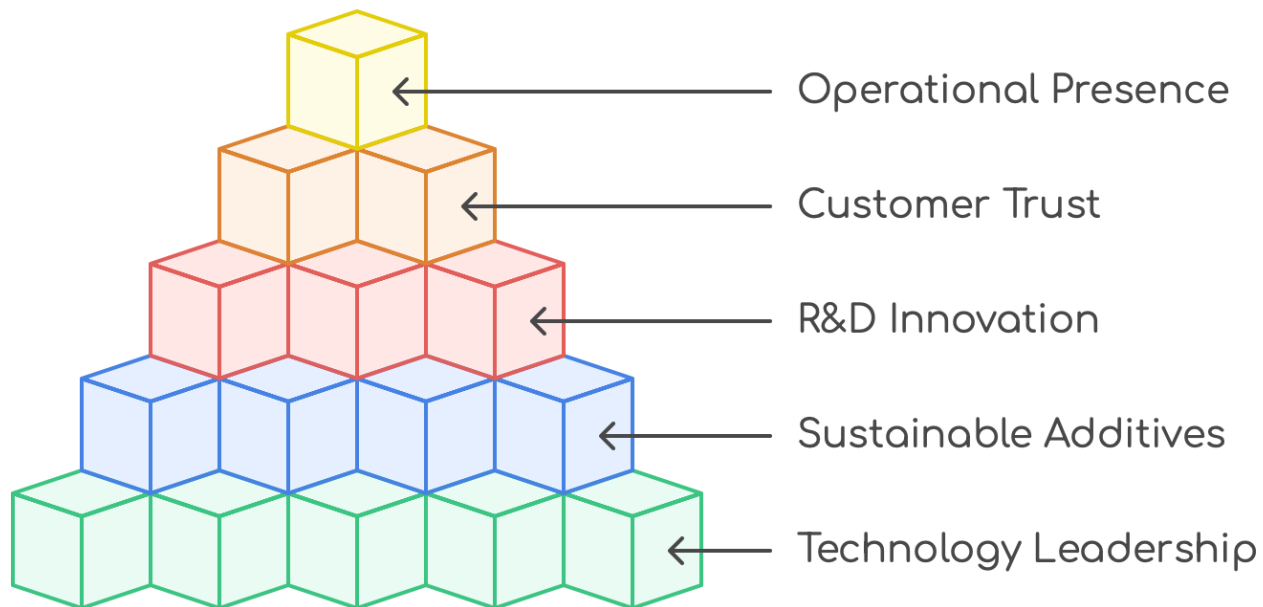 Operational Presence
Customer Trust
R&D Innovation
Sustainable Additives
Technology Leadership